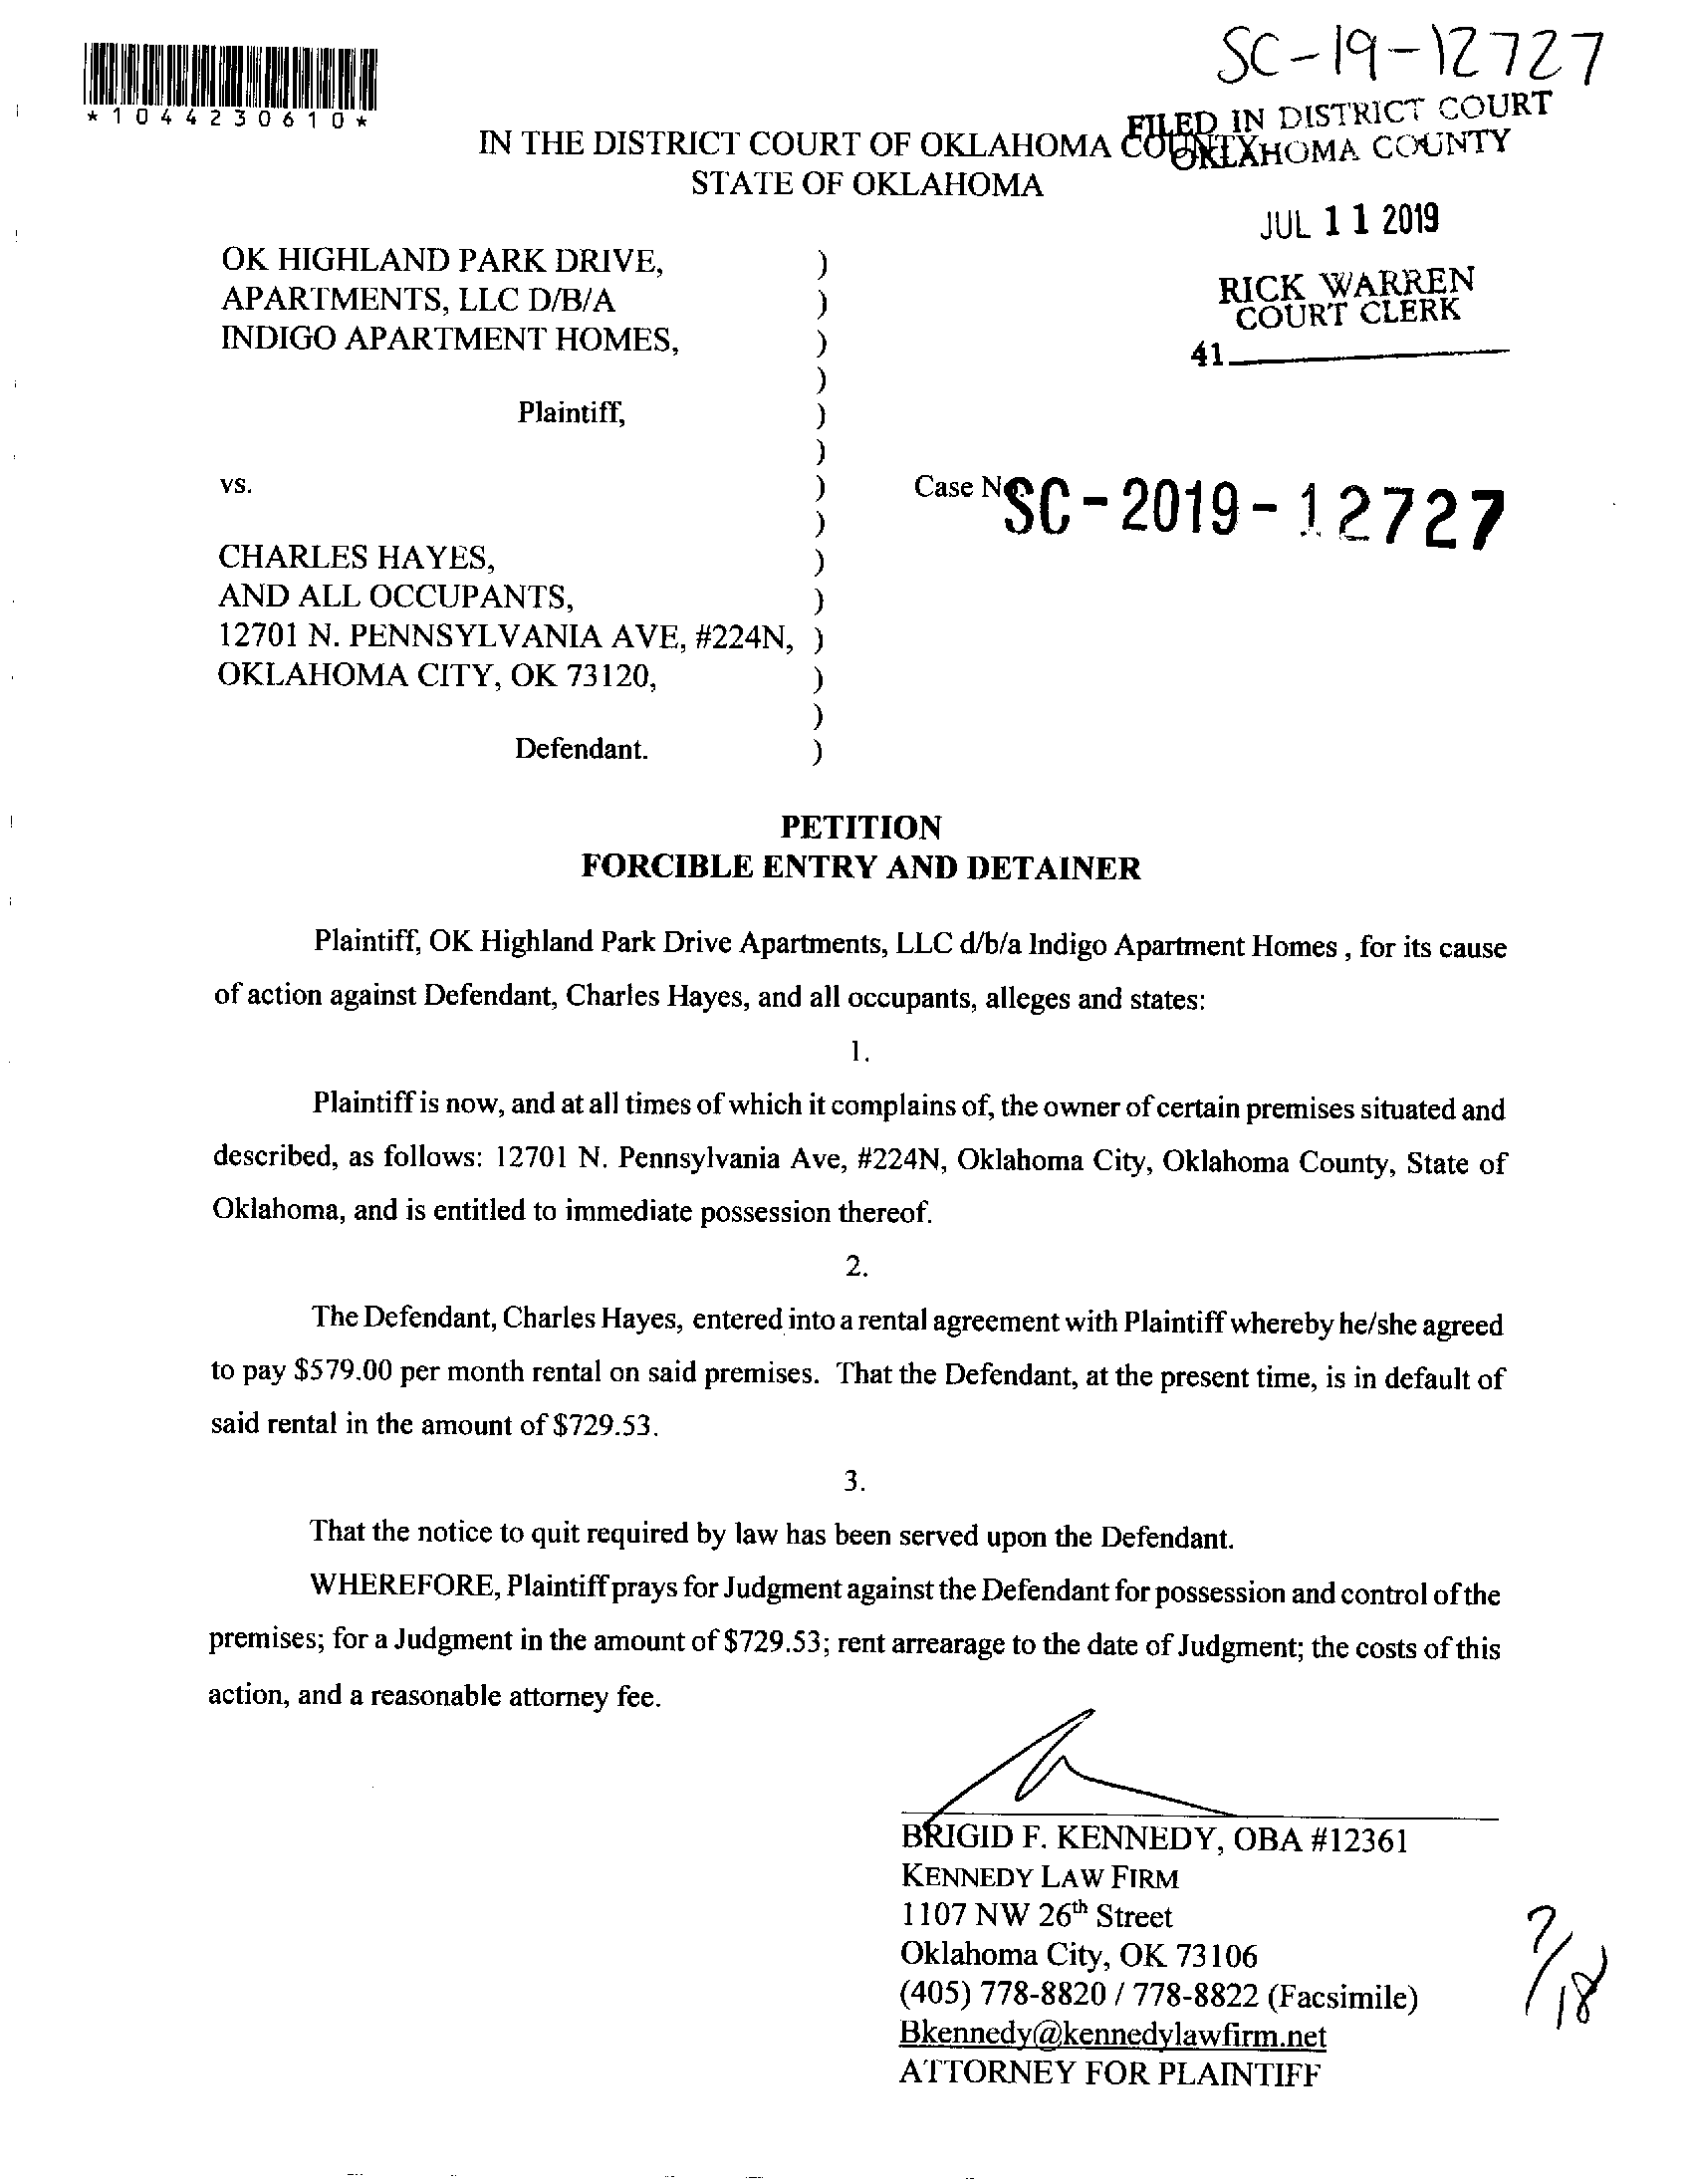 SC-19-12727
*1044230610*
FILED IN DISTRICT COURT
OKLAHOMA COUNTY
IN THE DISTRICT COURT OF OKLAHOMA COUNTY
STATE OF OKLAHOMA
JUL 11 2019
RICK WARREN
COURT CLERK
41
OK HIGHLAND PARK DRIVE, )
APARTMENTS, LLC D/B/A )
INDIGO APARTMENT HOMES, )
)
Plaintiff, )
)
vs. ) Case No. SC-2019-12727
)
CHARLES HAYES, )
AND ALL OCCUPANTS, )
12701 N. PENNSYLVANIA AVE, #224N, )
OKLAHOMA CITY, OK 73120, )
)
Defendant. )
PETITION
FORCIBLE ENTRY AND DETAINER
Plaintiff, OK Highland Park Drive Apartments, LLC d/b/a Indigo Apartment Homes , for its cause
of action against Defendant, Charles Hayes, and all occupants, alleges and states:
1.
Plaintiff is now, and at all times of which it complains of, the owner of certain premises situated and
described, as follows: 12701 N. Pennsylvania Ave, #224N, Oklahoma City, Oklahoma County, State of
Oklahoma, and is entitled to immediate possession thereof.
2.
The Defendant, Charles Hayes, entered into a rental agreement with Plaintiff whereby he/she agreed
to pay $579.00 per month rental on said premises. That the Defendant, at the present time, is in default of
said rental in the amount of $729.53.
3.
That the notice to quit required by law has been served upon the Defendant.
WHEREFORE, Plaintiff prays for Judgment against the Defendant for possession and control of the
premises; for a Judgment in the amount of $729.53; rent arrearage to the date of Judgment; the costs of this
action, and a reasonable attorney fee.
BRIGID F. KENNEDY, OBA #12361
KENNEDY LAW FIRM
1107 NW 26th Street
Oklahoma City, OK 73106
(405) 778-8820 / 778-8822 (Facsimile)
Bkennedy@kennedylawfirm.net
ATTORNEY FOR PLAINTIFF
7/18